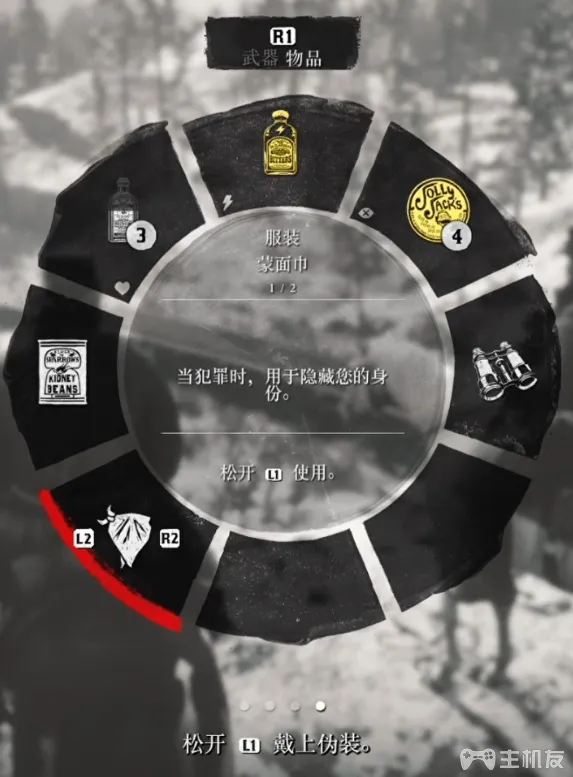 R1
武器 物品
BITTERS
3
JOLLY
JACK'S
4
服装
蒙面巾
1 / 2
KIDNEY
BEANS
当犯罪时，用于隐藏您的身
份。
松开 L1 使用。
L2
R2
松开 L1 戴上伪装。
主机友